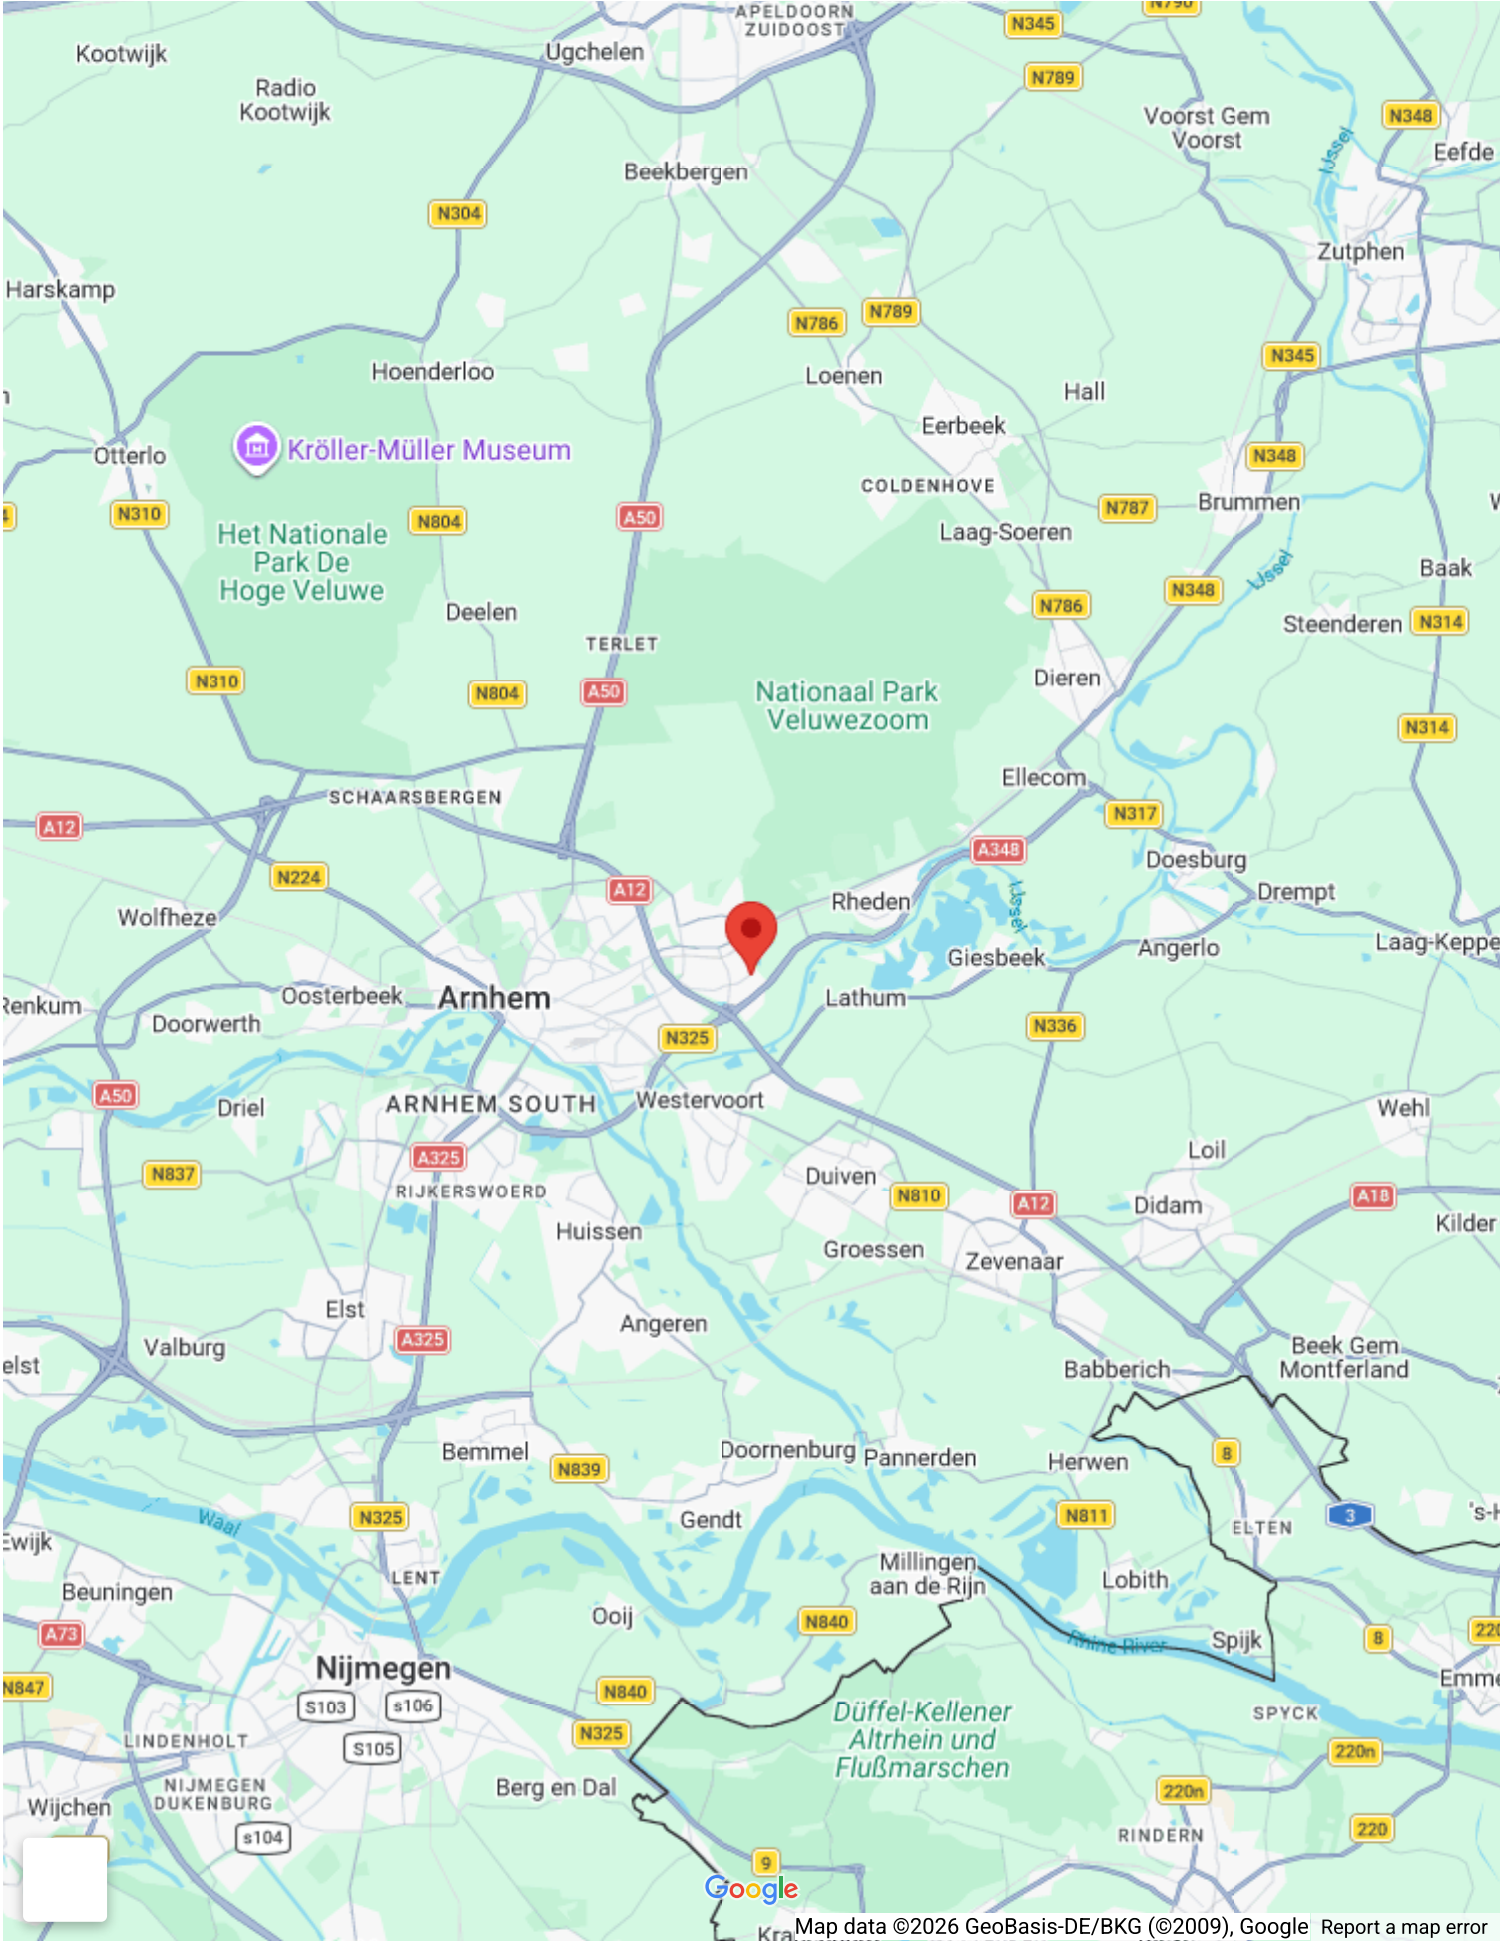 APELDOORN
ZUIDOOST
N345
N790
Kootwijk
Ugchelen
N789
Radio
Kootwijk
Voorst Gem
Voorst
N348
IJssel
Eefde
Beekbergen
N304
Zutphen
Harskamp
N786
N789
N345
Hoenderloo
Loenen
Hall
Eerbeek
Otterlo
Kröller-Müller Museum
N348
COLDENHOVE
N310
N804
A50
N787
Brummen
Het Nationale
Park De
Hoge Veluwe
Laag-Soeren
IJssel
Baak
Deelen
N786
N348
Steenderen
N314
TERLET
N310
N804
A50
Nationaal Park
Veluwezoom
Dieren
N314
Ellecom
SCHAARSBERGEN
N317
A12
A348
Doesburg
N224
A12
Rheden
IJssel
Drempt
Wolfheze
Giesbeek
Angerlo
Laag-Keppe
Renkum
Oosterbeek
Arnhem
Lathum
Doorwerth
N325
N336
A50
Driel
ARNHEM SOUTH
Westervoort
Wehl
A325
Loil
N837
RIJKERSWOERD
Duiven
N810
A12
Didam
A18
Huissen
Groessen
Zevenaar
Kilder
Elst
Angeren
A325
Valburg
elst
Beek Gem
Montferland
Babberich
Bemmel
Doornenburg
Pannerden
Herwen
8
N839
Waal
N325
Gendt
N811
ELTEN
3
's-H
Ewijk
Millingen
aan de Rijn
LENT
Lobith
Beuningen
Ooij
N840
A73
Rhine River
Spijk
8
220
Nijmegen
N847
S103
s106
N840
Emme
N325
Düffel-Kellener
Altrhein und
Flußmarschen
SPYCK
LINDENHOLT
S105
220n
NIJMEGEN
DUKENBURG
Berg en Dal
220n
Wijchen
s104
RINDERN
220
9
Google
Kra
Map data ©2026 GeoBasis-DE/BKG (©2009), Google
Report a map error